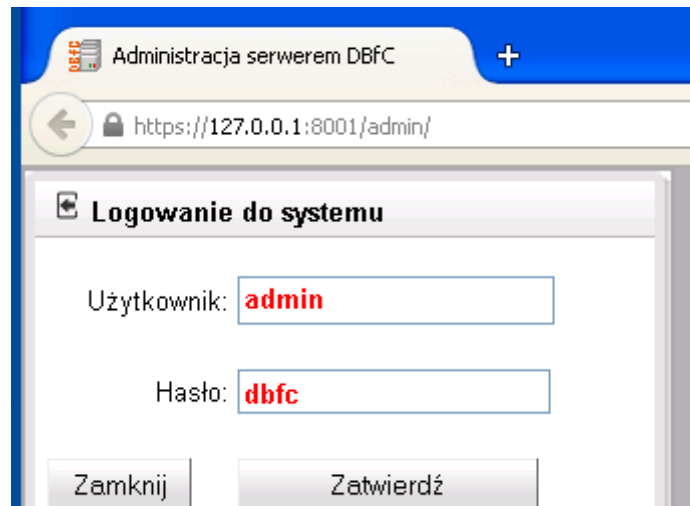 DBfC Administracja serwerem DBfC
https://127.0.0.1:8001/admin/
Logowanie do systemu
Użytkownik: admin
Hasło: dbfc
Zamknij Zatwierdź